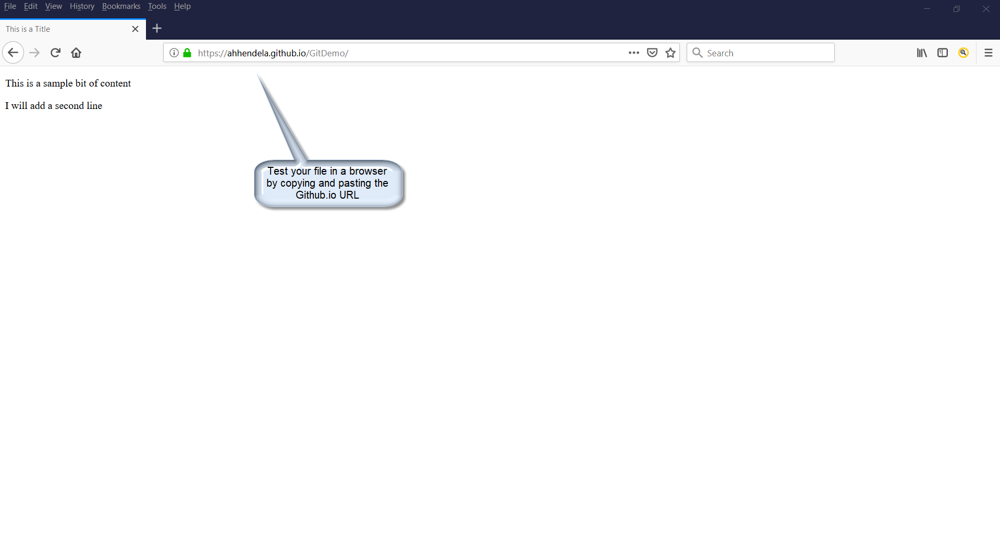 File Edit View History Bookmarks Tools Help
This is a Title
https://ahhendela.github.io/GitDemo/
Search
This is a sample bit of content
I will add a second line
Test your file in a browser
by copying and pasting the
Github.io URL